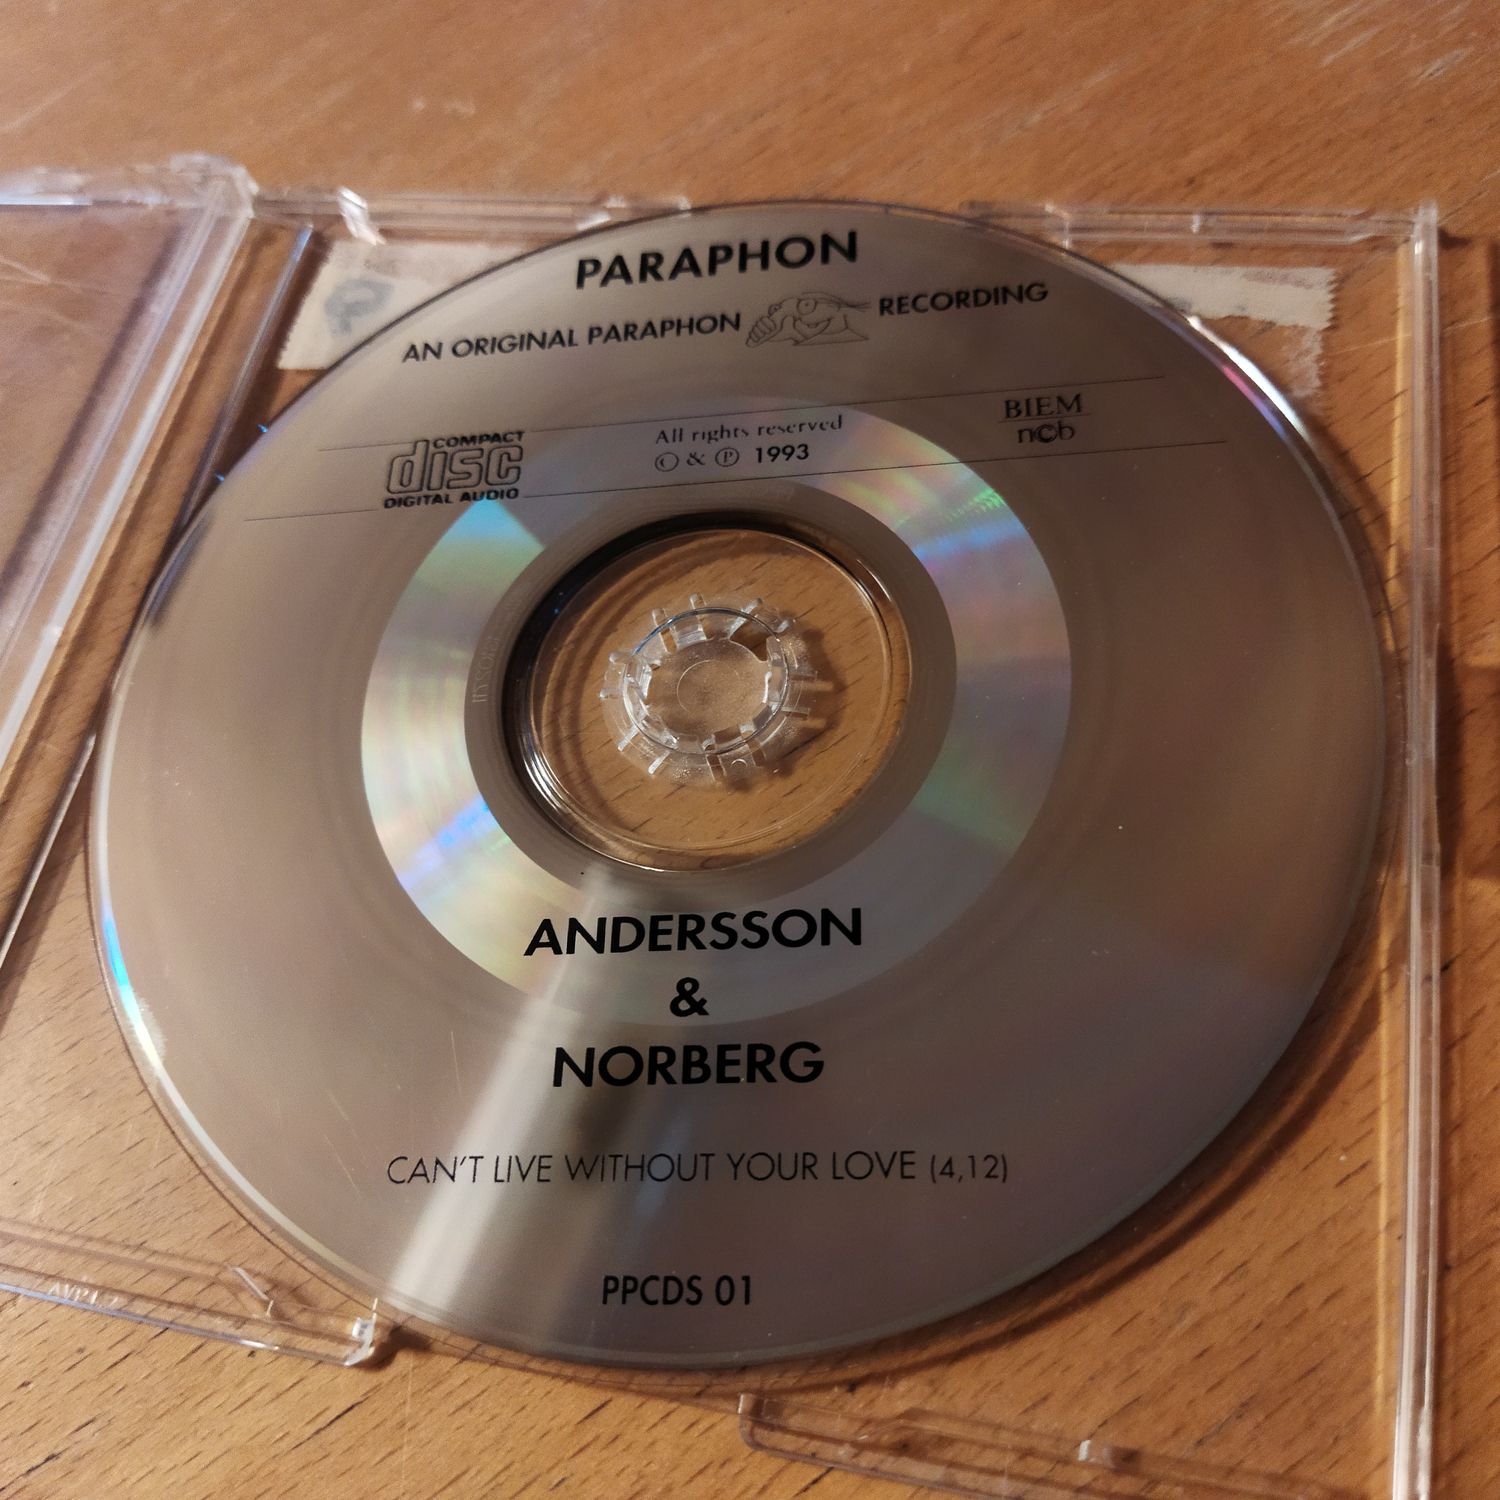 PARAPHON
AN ORIGINAL PARAPHON RECORDING
COMPACT
disc
DIGITAL AUDIO
All rights reserved
© & ℗ 1993
BIEM
ncb
ANDERSSON
&
NORBERG
CAN'T LIVE WITHOUT YOUR LOVE (4,12)
PPCDS 01